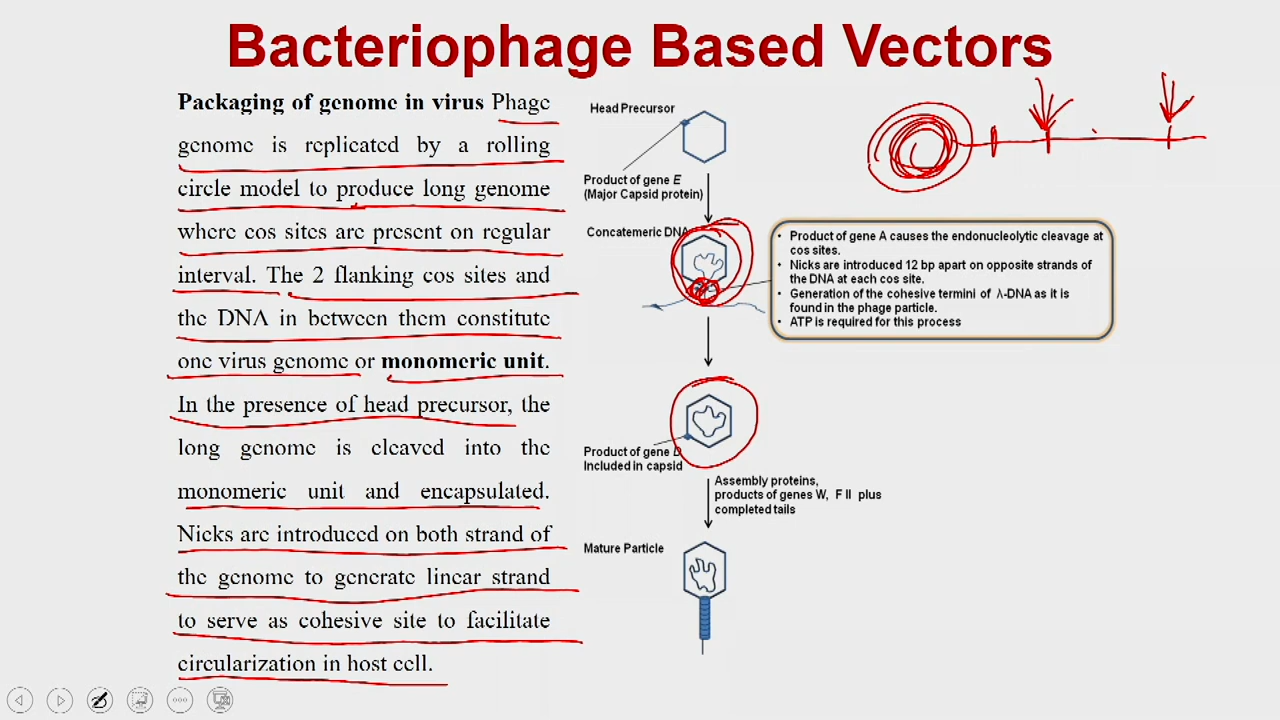 Bacteriophage Based Vectors
Packaging of genome in virus Phage
genome is replicated by a rolling
circle model to produce long genome
where cos sites are present on regular
interval. The 2 flanking cos sites and
the DNA in between them constitute
one virus genome or monomeric unit.
In the presence of head precursor, the
long genome is cleaved into the
monomeric unit and encapsulated.
Nicks are introduced on both strand of
the genome to generate linear strand
to serve as cohesive site to facilitate
circularization in host cell.
Head Precursor
Product of gene E
(Major Capsid protein)
Concatemeric DNA
• Product of gene A causes the endonucleolytic cleavage at
cos sites.
• Nicks are introduced 12 bp apart on opposite strands of
the DNA at each cos site.
• Generation of the cohesive termini of λ-DNA as it is
found in the phage particle.
• ATP is required for this process
Product of gene D
Included in capsid
Assembly proteins,
products of genes W, F II plus
completed tails
Mature Particle